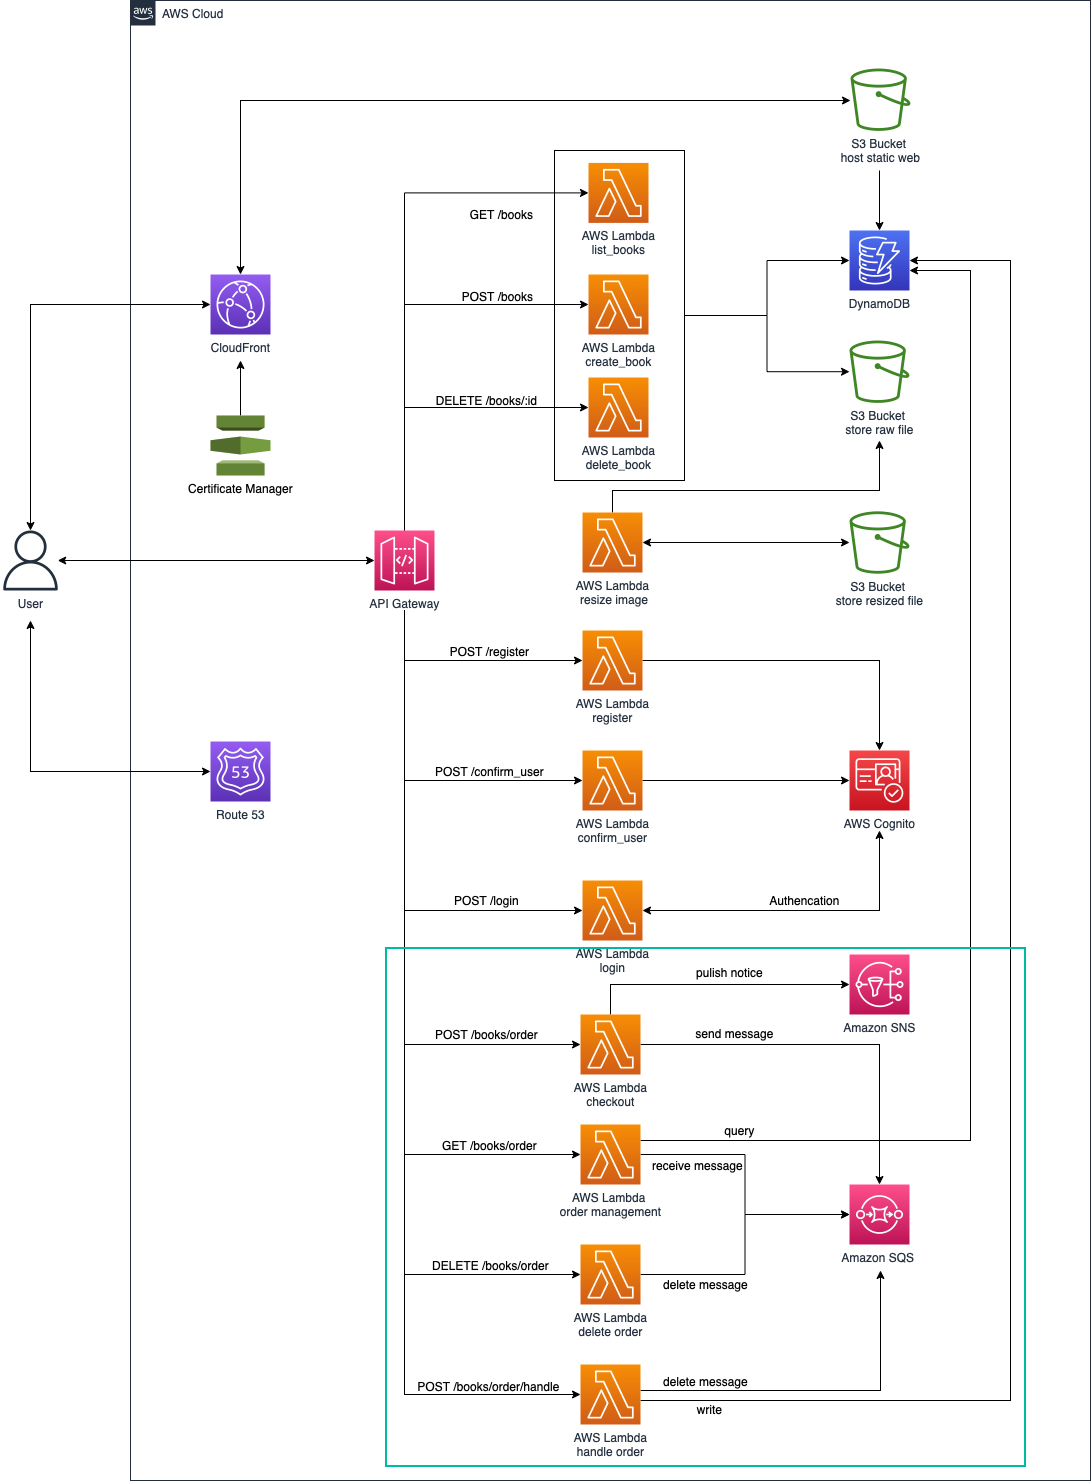 aws
AWS Cloud
S3 Bucket
host static web
GET /books
AWS Lambda
list_books
DynamoDB
POST /books
CloudFront
AWS Lambda
create_book
DELETE /books/:id
S3 Bucket
store raw file
AWS Lambda
delete_book
Certificate Manager
</>
User
API Gateway
AWS Lambda
resize image
S3 Bucket
store resized file
POST /register
AWS Lambda
register
53
Route 53
POST /confirm_user
AWS Lambda
confirm_user
AWS Cognito
POST /login
Authencation
AWS Lambda
login
pulish notice
Amazon SNS
POST /books/order
send message
AWS Lambda
checkout
query
GET /books/order
receive message
AWS Lambda
order management
Amazon SQS
DELETE /books/order
delete message
AWS Lambda
delete order
POST /books/order/handle
delete message
write
AWS Lambda
handle order